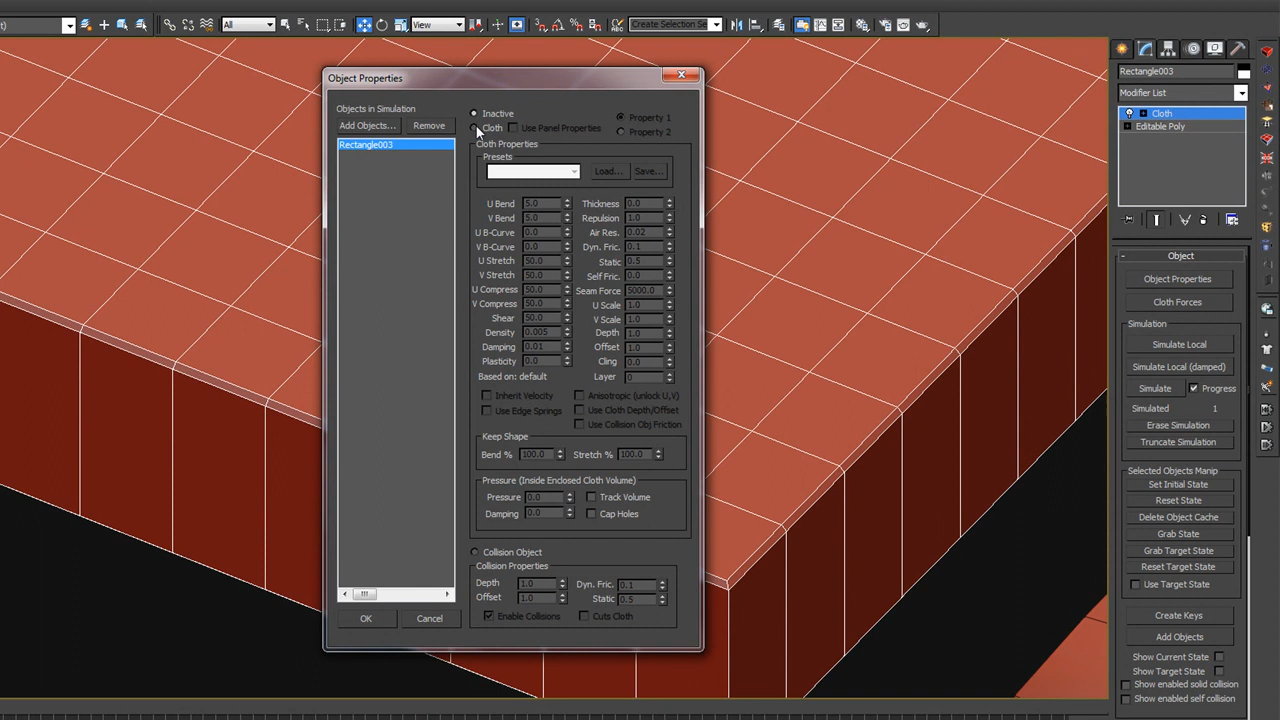 t)
All
View
Create Selection Se
Object Properties
Objects in Simulation
Add Objects...
Remove
Rectangle003
Inactive
Cloth
Use Panel Properties
Property 1
Property 2
Cloth Properties
Presets
Load...
Save...
U Bend 5.0
Thickness 0.0
V Bend 5.0
Repulsion 1.0
U B-Curve 0.0
Air Res. 0.02
V B-Curve 0.0
Dyn. Fric. 0.1
U Stretch 50.0
Static 0.5
V Stretch 50.0
Self Fric. 0.0
U Compress 50.0
Seam Force 5000.0
V Compress 50.0
U Scale 1.0
Shear 50.0
V Scale 1.0
Density 0.005
Depth 1.0
Damping 0.01
Offset 1.0
Plasticity 0.0
Cling 0.0
Based on: default
Layer 0
Inherit Velocity
Anisotropic (unlock U,V)
Use Edge Springs
Use Cloth Depth/Offset
Use Collision Obj Friction
Keep Shape
Bend % 100.0
Stretch % 100.0
Pressure (Inside Enclosed Cloth Volume)
Pressure 0.0
Track Volume
Damping 0.0
Cap Holes
Collision Object
Collision Properties
Depth 1.0
Dyn. Fric. 0.1
Offset 1.0
Static 0.5
Enable Collisions
Cuts Cloth
OK
Cancel
Rectangle003
Modifier List
Cloth
Editable Poly
Object
Object Properties
Cloth Forces
Simulation
Simulate Local
Simulate Local (damped)
Simulate
Progress
Simulated 1
Erase Simulation
Truncate Simulation
Selected Objects Manip
Set Initial State
Reset State
Delete Object Cache
Grab State
Grab Target State
Reset Target State
Use Target State
Create Keys
Add Objects
Show Current State
Show Target State
Show enabled solid collision
Show enabled self collision